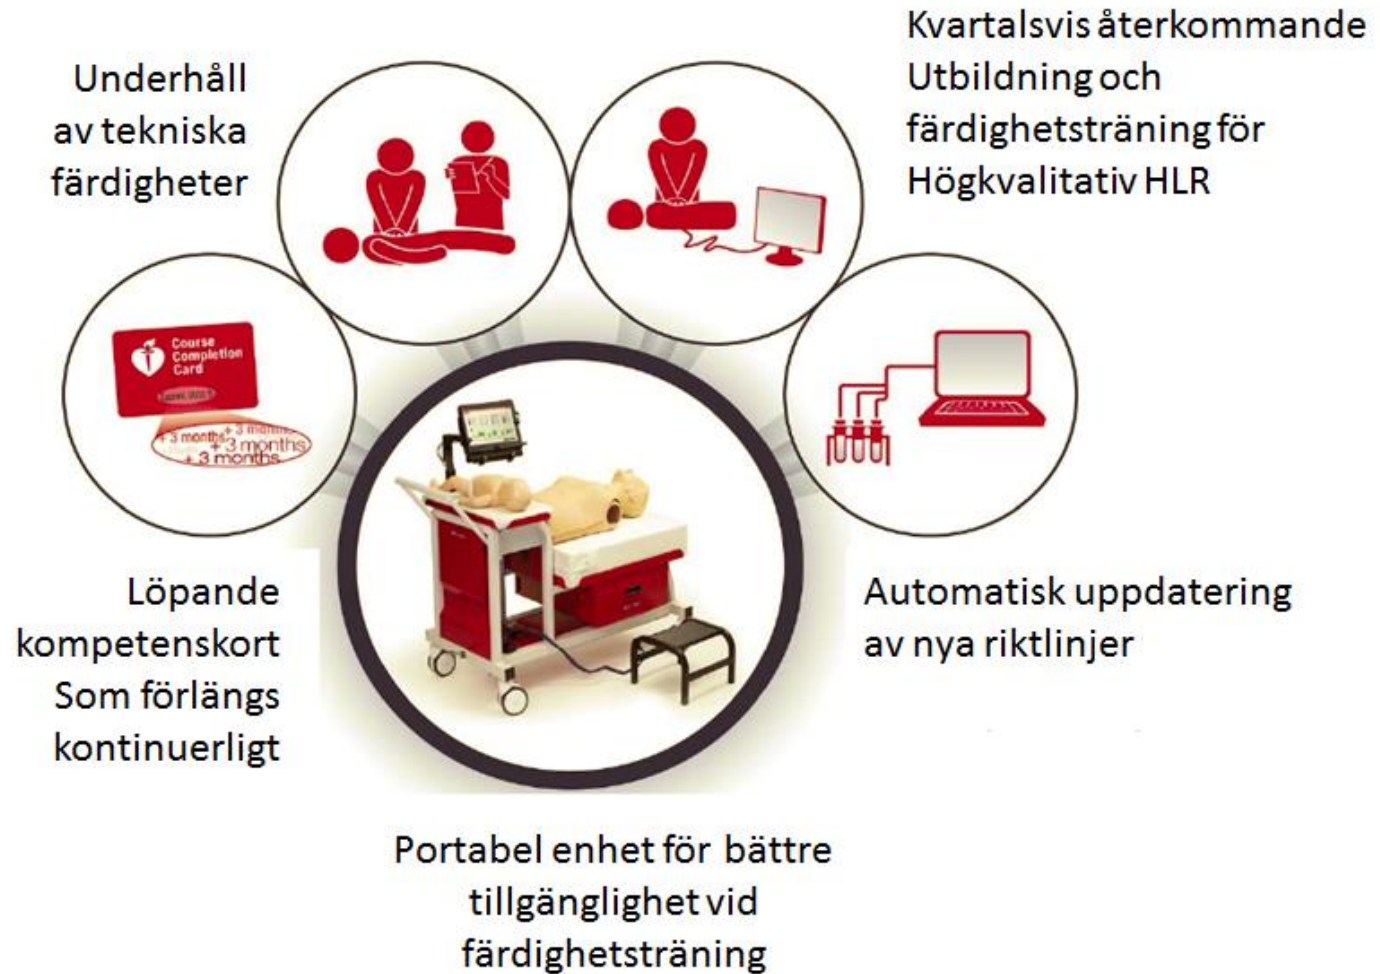 Underhåll
av tekniska
färdigheter
Kvartalsvis återkommande
Utbildning och
färdighetsträning för
Högkvalitativ HLR
Course
Completion
Card
+ 3 months
+ 3 months
+ 3 months
+ 3 months
Löpande
kompetenskort
Som förlängs
kontinuerligt
Automatisk uppdatering
av nya riktlinjer
Portabel enhet för bättre
tillgänglighet vid
färdighetsträning